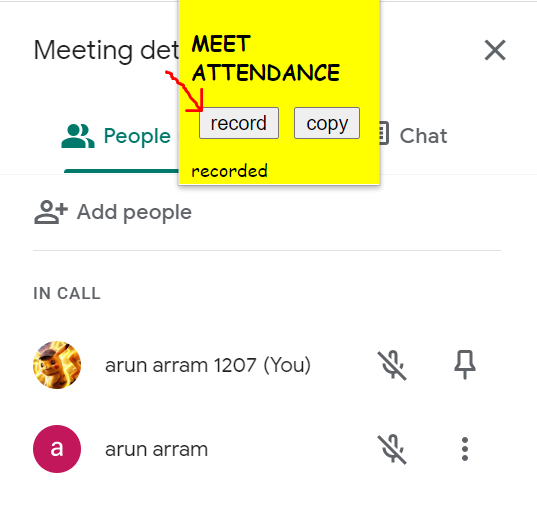 Meeting det
MEET
ATTENDANCE
record copy
People
Chat
recorded
Add people
IN CALL
arun arram 1207 (You)
a
arun arram